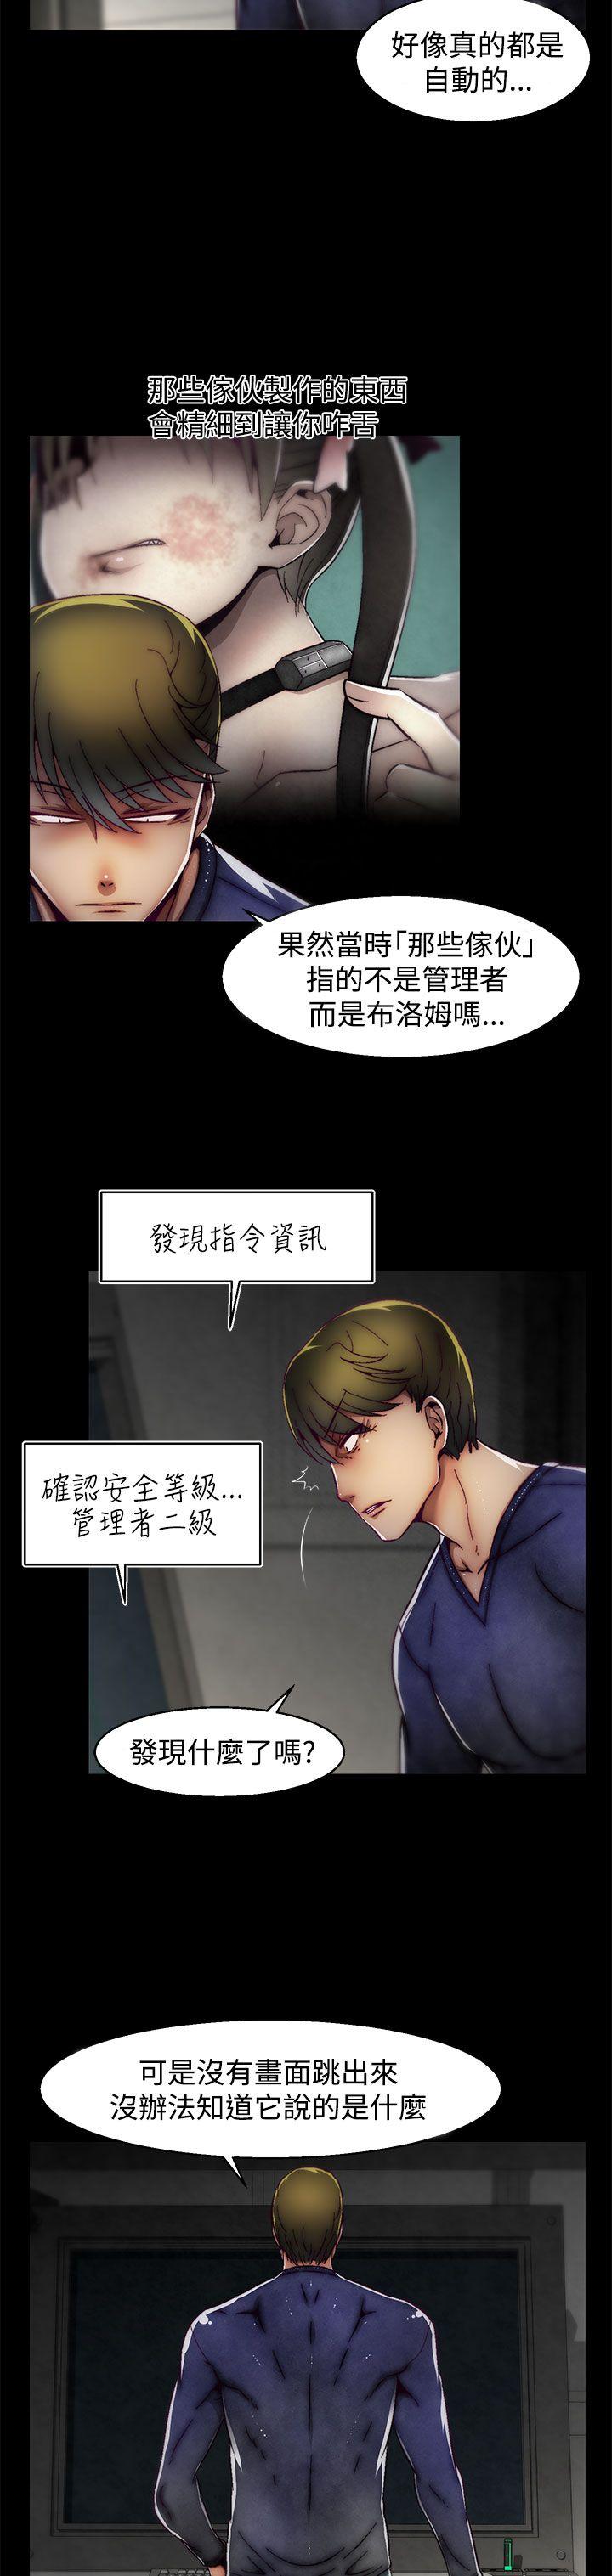 好像真的都是
自動的...
那些傢伙製作的東西
會精細到讓你咋舌
果然當時「那些傢伙」
指的不是管理者
而是布洛姆嗎...
發現指令資訊
確認安全等級...
管理者二級
發現什麼了嗎?
可是沒有畫面跳出來
沒辦法知道它說的是什麼